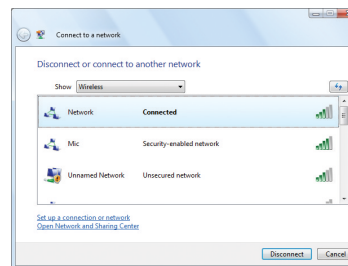 Connect to a network
Disconnect or connect to another network
Show Wireless
Network Connected
Mic Security-enabled network
Unnamed Network Unsecured network
Set up a connection or network
Open Network and Sharing Center
Disconnect Cancel